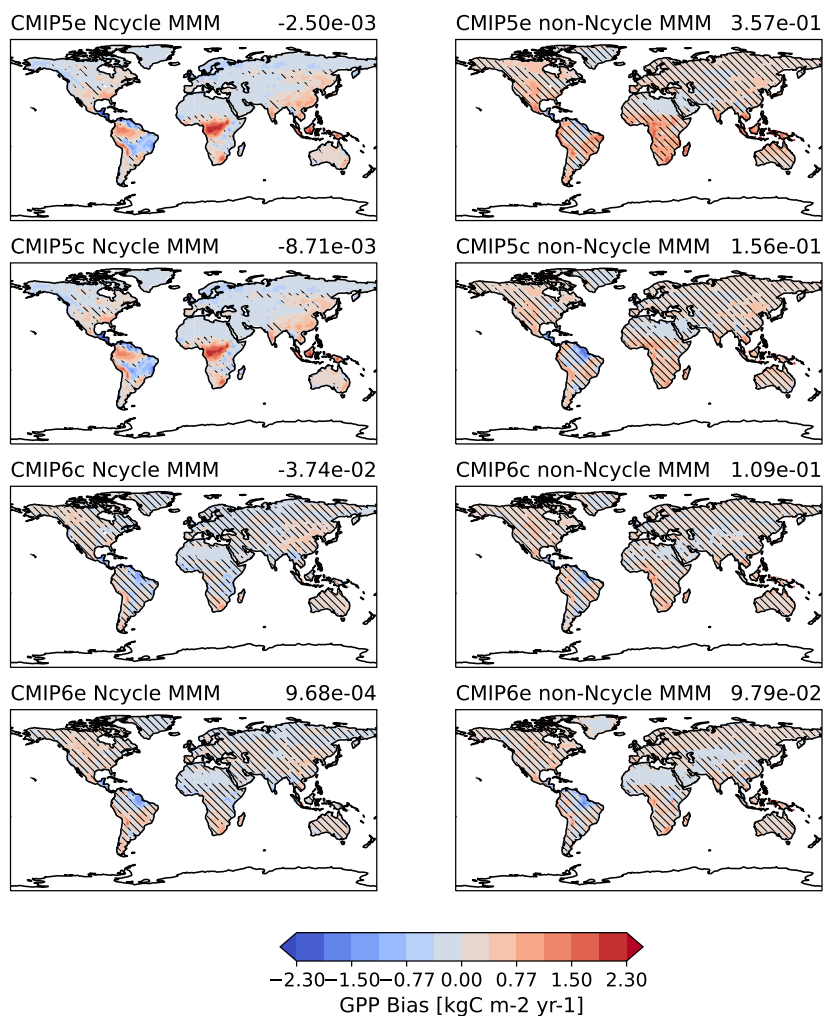 CMIP5e Ncycle MMM -2.50e-03
CMIP5e non-Ncycle MMM 3.57e-01
CMIP5c Ncycle MMM -8.71e-03
CMIP5c non-Ncycle MMM 1.56e-01
CMIP6c Ncycle MMM -3.74e-02
CMIP6c non-Ncycle MMM 1.09e-01
CMIP6e Ncycle MMM 9.68e-04
CMIP6e non-Ncycle MMM 9.79e-02
−2.30 −1.50 −0.77 0.00 0.77 1.50 2.30
GPP Bias [kgC m-2 yr-1]